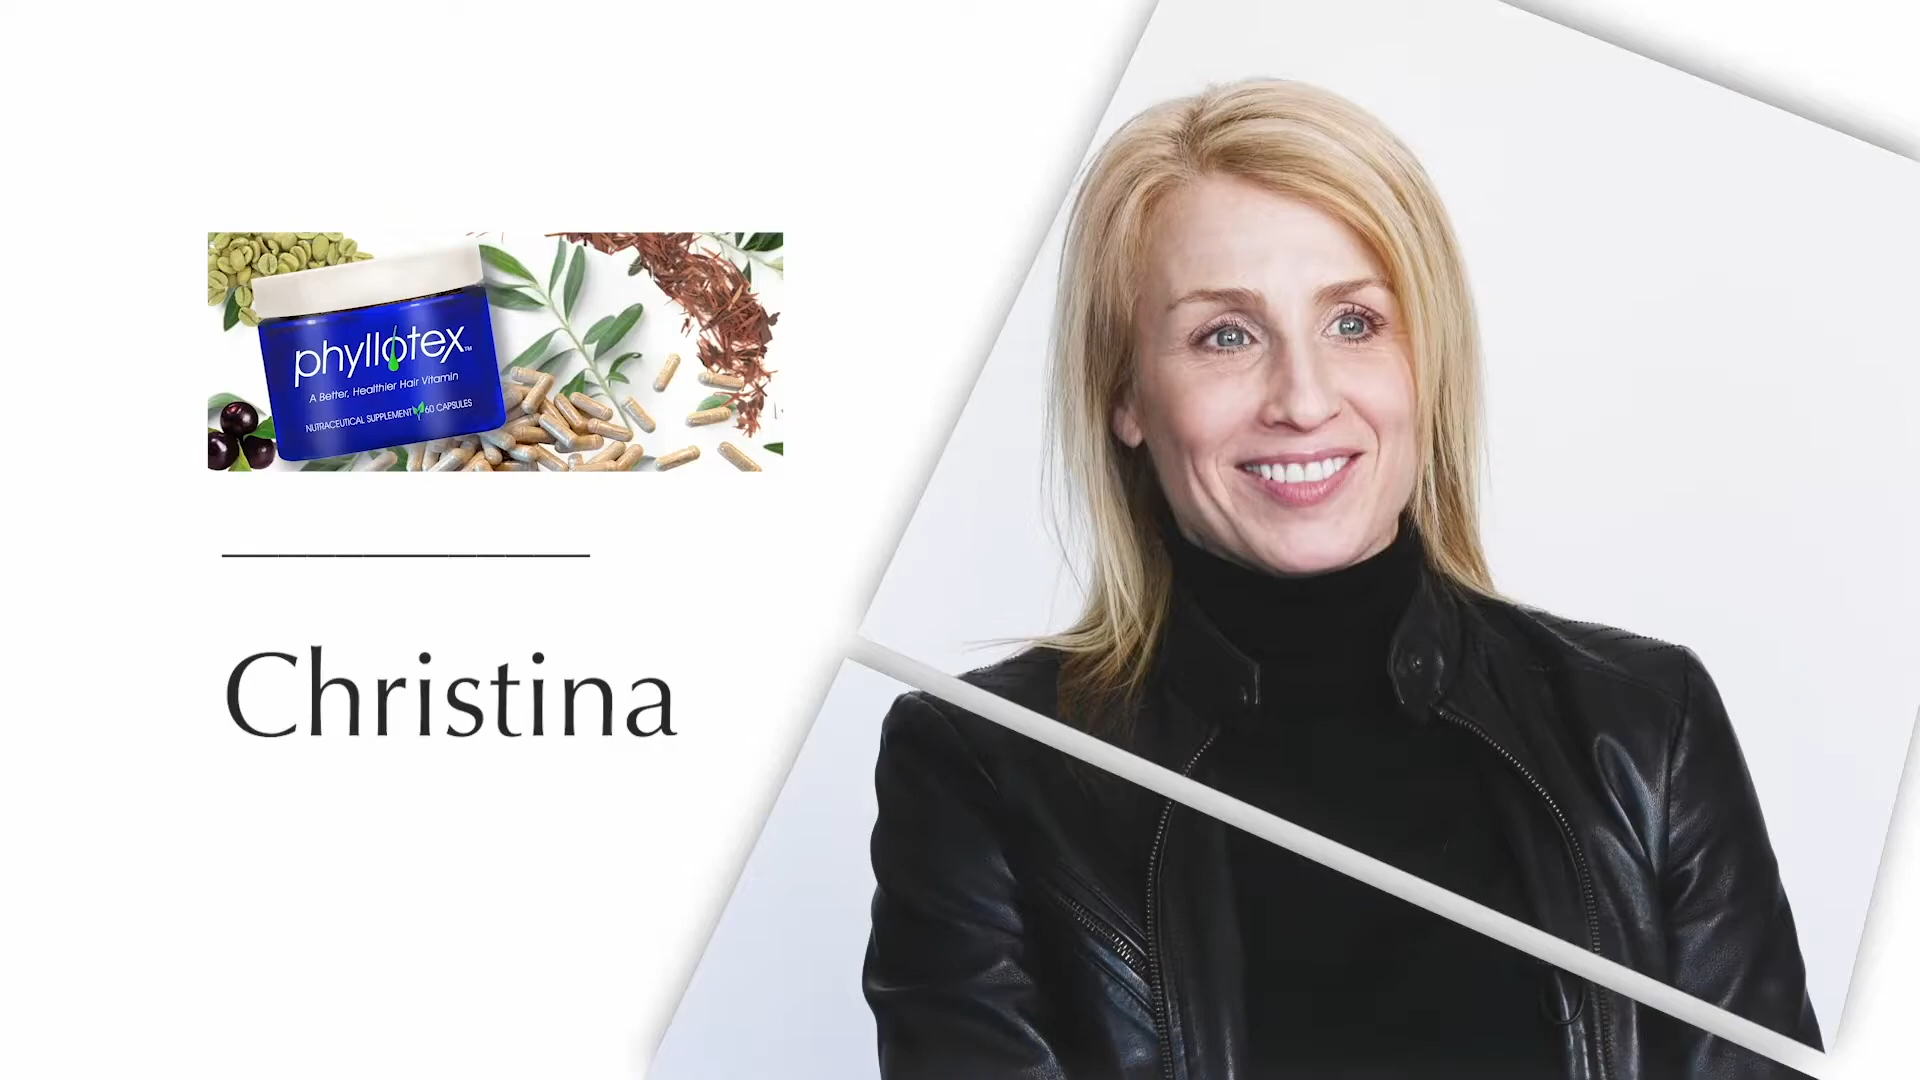 phyllotex™
A Better, Healthier Hair Vitamin
NUTRACEUTICAL SUPPLEMENT 60 CAPSULES
Christina